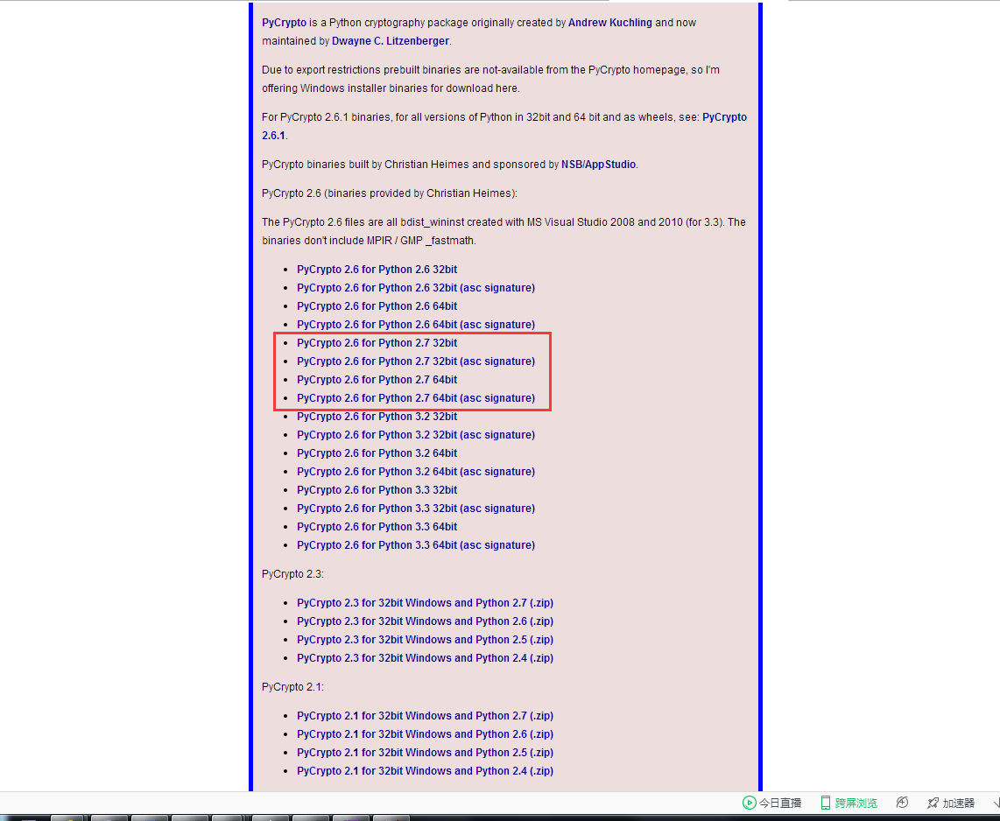 PyCrypto is a Python cryptography package originally created by Andrew Kuchling and now
maintained by Dwayne C. Litzenberger.
Due to export restrictions prebuilt binaries are not-available from the PyCrypto homepage, so I'm
offering Windows installer binaries for download here.
For PyCrypto 2.6.1 binaries, for all versions of Python in 32bit and 64 bit and as wheels, see: PyCrypto
2.6.1.
PyCrypto binaries built by Christian Heimes and sponsored by NSB/AppStudio.
PyCrypto 2.6 (binaries provided by Christian Heimes):
The PyCrypto 2.6 files are all bdist_wininst created with MS Visual Studio 2008 and 2010 (for 3.3). The
binaries don't include MPIR / GMP _fastmath.
• PyCrypto 2.6 for Python 2.6 32bit
• PyCrypto 2.6 for Python 2.6 32bit (asc signature)
• PyCrypto 2.6 for Python 2.6 64bit
• PyCrypto 2.6 for Python 2.6 64bit (asc signature)
• PyCrypto 2.6 for Python 2.7 32bit
• PyCrypto 2.6 for Python 2.7 32bit (asc signature)
• PyCrypto 2.6 for Python 2.7 64bit
• PyCrypto 2.6 for Python 2.7 64bit (asc signature)
• PyCrypto 2.6 for Python 3.2 32bit
• PyCrypto 2.6 for Python 3.2 32bit (asc signature)
• PyCrypto 2.6 for Python 3.2 64bit
• PyCrypto 2.6 for Python 3.2 64bit (asc signature)
• PyCrypto 2.6 for Python 3.3 32bit
• PyCrypto 2.6 for Python 3.3 32bit (asc signature)
• PyCrypto 2.6 for Python 3.3 64bit
• PyCrypto 2.6 for Python 3.3 64bit (asc signature)
PyCrypto 2.3:
• PyCrypto 2.3 for 32bit Windows and Python 2.7 (.zip)
• PyCrypto 2.3 for 32bit Windows and Python 2.6 (.zip)
• PyCrypto 2.3 for 32bit Windows and Python 2.5 (.zip)
• PyCrypto 2.3 for 32bit Windows and Python 2.4 (.zip)
PyCrypto 2.1:
• PyCrypto 2.1 for 32bit Windows and Python 2.7 (.zip)
• PyCrypto 2.1 for 32bit Windows and Python 2.6 (.zip)
• PyCrypto 2.1 for 32bit Windows and Python 2.5 (.zip)
• PyCrypto 2.1 for 32bit Windows and Python 2.4 (.zip)
今日直播 跨屏浏览 加速器